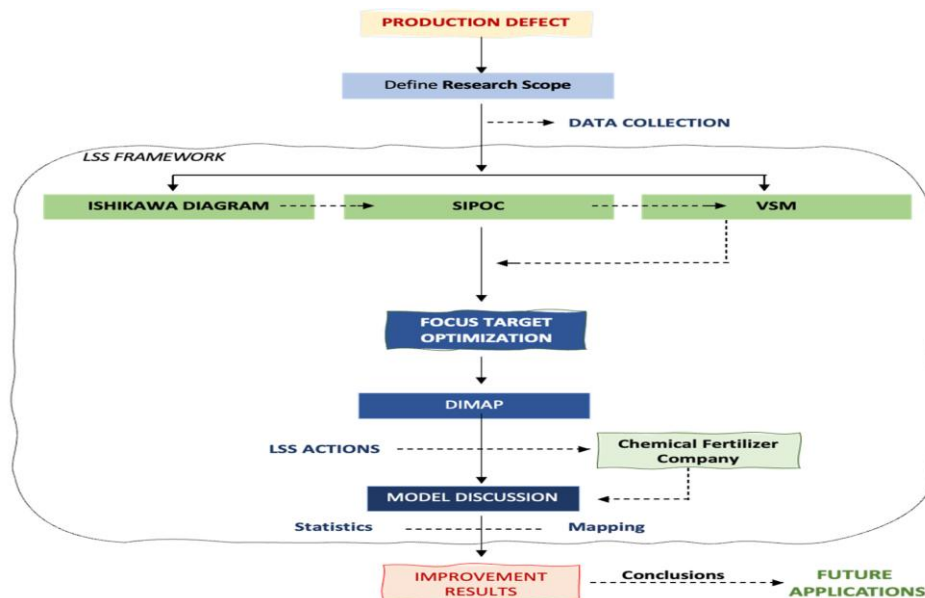 PRODUCTION DEFECT
Define Research Scope
DATA COLLECTION
LSS FRAMEWORK
ISHIKAWA DIAGRAM
SIPOC
VSM
FOCUS TARGET
OPTIMIZATION
DIMAP
LSS ACTIONS
Chemical Fertilizer
Company
MODEL DISCUSSION
Statistics
Mapping
IMPROVEMENT
RESULTS
Conclusions
FUTURE
APPLICATIONS